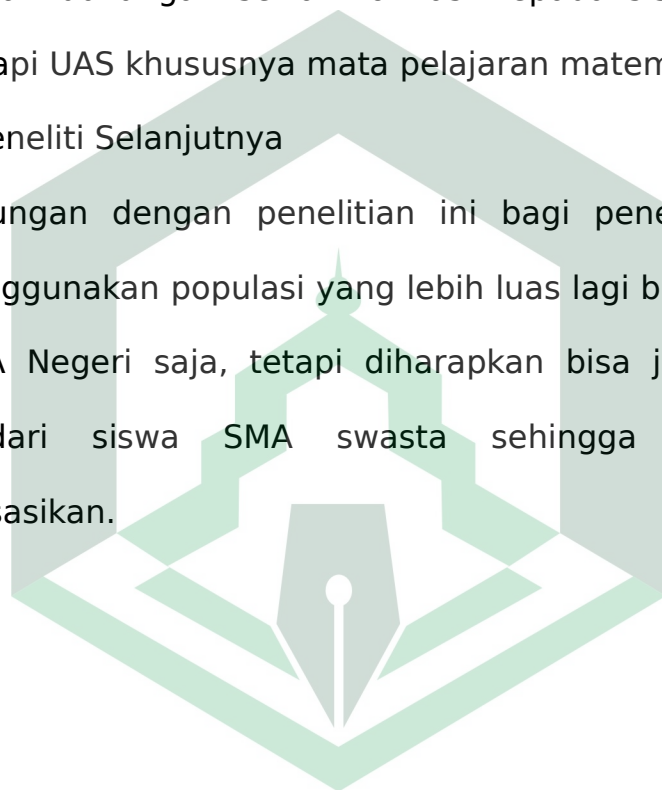 api UAS khususnya mata pelajaran matem
eneliti Selanjutnya
ungan dengan penelitian ini bagi pene
ggunakan populasi yang lebih luas lagi b
Negeri saja, tetapi diharapkan bisa j
dari siswa SMA swasta sehingga
sasikan.